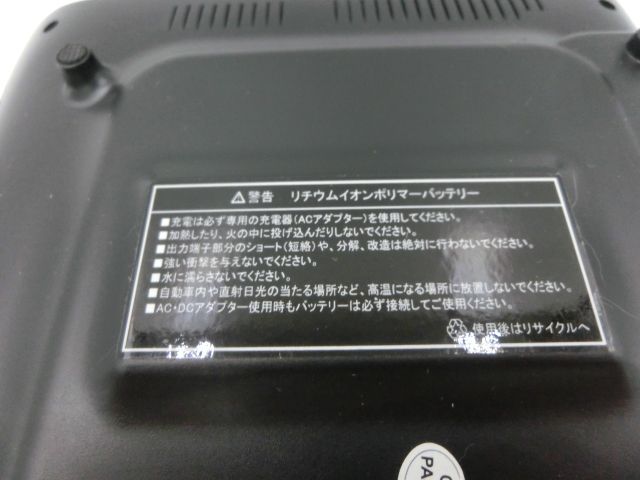 ⚠警告 リチウムイオンポリマーバッテリー
■充電は必ず専用の充電器(ACアダプター)を使用してください。
■加熱したり、火の中に投げ込んだりしないでください。
■出力端子部分のショート(短絡)や、分解、改造は絶対に行わないでください。
■強い衝撃を与えないでください。
■水に濡らさないでください。
■自動車内や直射日光の当たる場所など、高温になる場所に放置しないでください。
■AC・DCアダプター使用時もバッテリーは必ず接続してご使用ください。
使用後はリサイクルへ
PA